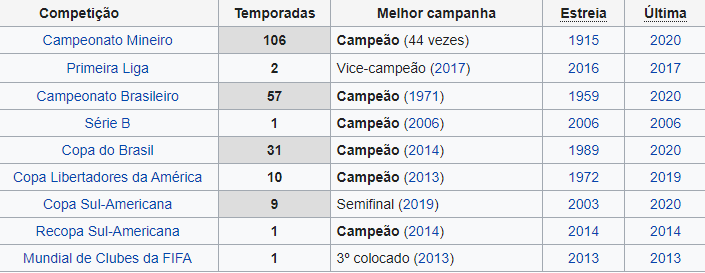 Competição Temporadas Melhor campanha Estreia Última
Campeonato Mineiro 106 Campeão (44 vezes) 1915 2020
Primeira Liga 2 Vice-campeão (2017) 2016 2017
Campeonato Brasileiro 57 Campeão (1971) 1959 2020
Série B 1 Campeão (2006) 2006 2006
Copa do Brasil 31 Campeão (2014) 1989 2020
Copa Libertadores da América 10 Campeão (2013) 1972 2019
Copa Sul-Americana 9 Semifinal (2019) 2003 2020
Recopa Sul-Americana 1 Campeão (2014) 2014 2014
Mundial de Clubes da FIFA 1 3º colocado (2013) 2013 2013